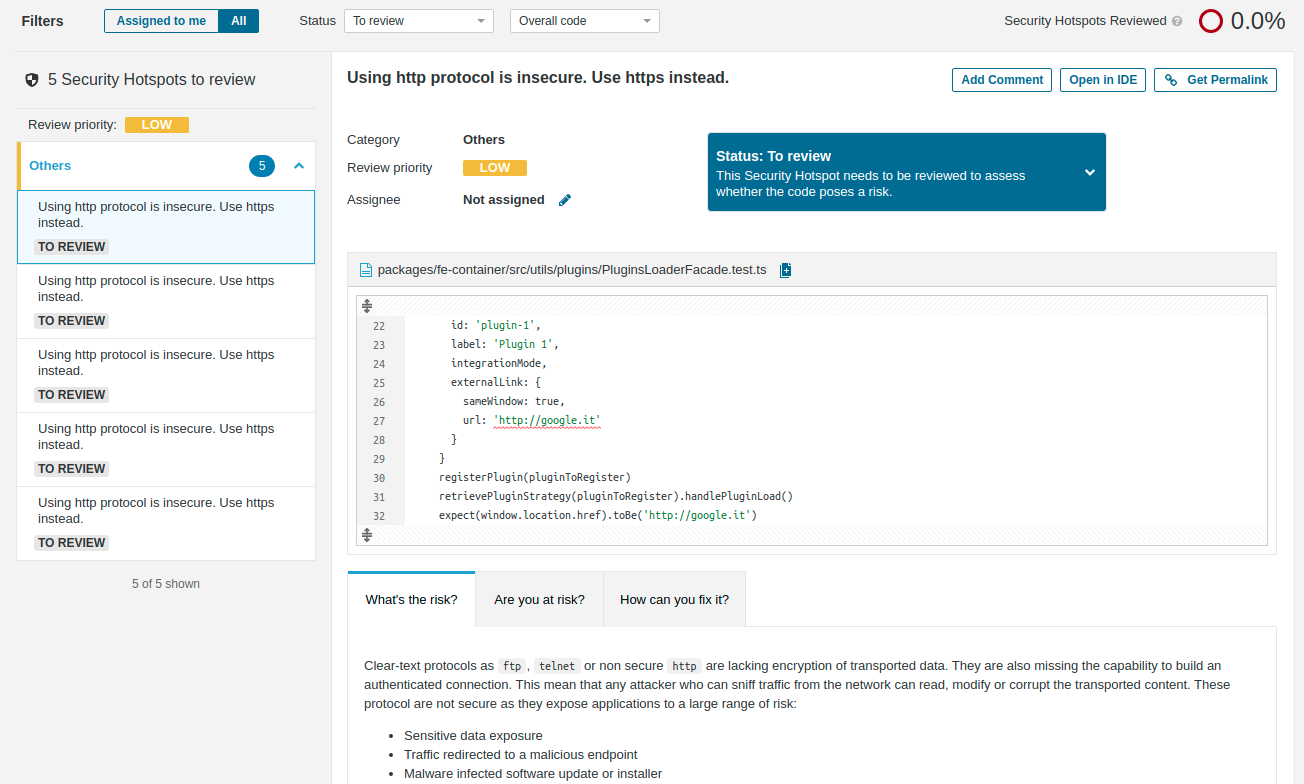 Filters
Assigned to me
All
Status
To review
Overall code
Security Hotspots Reviewed
?
0.0%
5 Security Hotspots to review
Review priority: LOW
Others
5
Using http protocol is insecure. Use https
instead.
TO REVIEW
Using http protocol is insecure. Use https
instead.
TO REVIEW
Using http protocol is insecure. Use https
instead.
TO REVIEW
Using http protocol is insecure. Use https
instead.
TO REVIEW
Using http protocol is insecure. Use https
instead.
TO REVIEW
5 of 5 shown
Using http protocol is insecure. Use https instead.
Add Comment
Open in IDE
Get Permalink
Category Others
Review priority LOW
Assignee Not assigned
Status: To review
This Security Hotspot needs to be reviewed to assess
whether the code poses a risk.
packages/fe-container/src/utils/plugins/PluginsLoaderFacade.test.ts
22 id: 'plugin-1',
23 label: 'Plugin 1',
24 integrationMode,
25 externalLink: {
26 sameWindow: true,
27 url: 'http://google.it'
28 }
29 }
30 registerPlugin(pluginToRegister)
31 retrievePluginStrategy(pluginToRegister).handlePluginLoad()
32 expect(window.location.href).toBe('http://google.it')
What's the risk?
Are you at risk?
How can you fix it?
Clear-text protocols as ftp, telnet or non secure http are lacking encryption of transported data. They are also missing the capability to build an
authenticated connection. This mean that any attacker who can sniff traffic from the network can read, modify or corrupt the transported content. These
protocol are not secure as they expose applications to a large range of risk:
• Sensitive data exposure
• Traffic redirected to a malicious endpoint
• Malware infected software update or installer